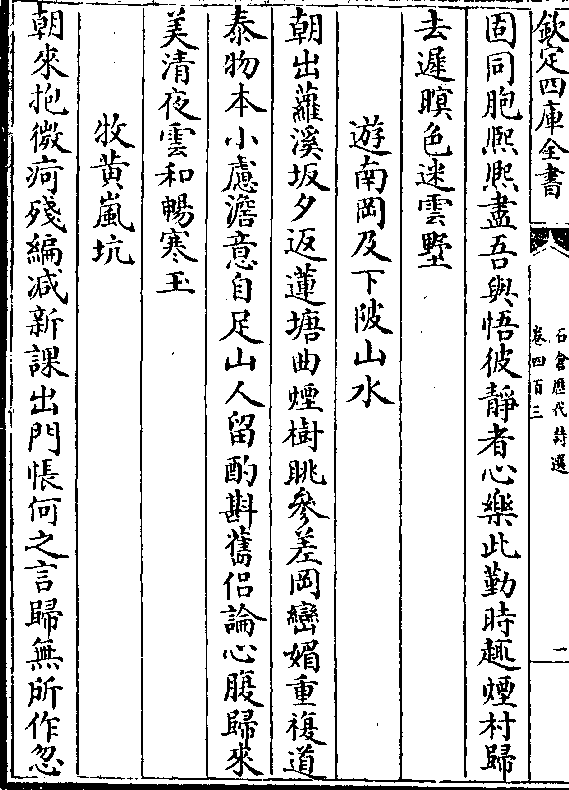 欽定四庫全書
石倉歷代詩選
卷四百三
二
固同胞熈熈盡吾與悟彼靜者心樂此勤時趣煙村歸
去遲瞑色迷雲墅
遊南岡及下陂山水
朝出蘿溪坂夕返蓮塘曲煙樹眺參差岡巒媚重複道
泰物本小慮澹意自足山人留酌斟舊侣論心腹歸來
美清夜雲和暢寒玉
牧黄嵐坑
朝來抱微疴殘編减新課出門悵何之言歸無所作忽